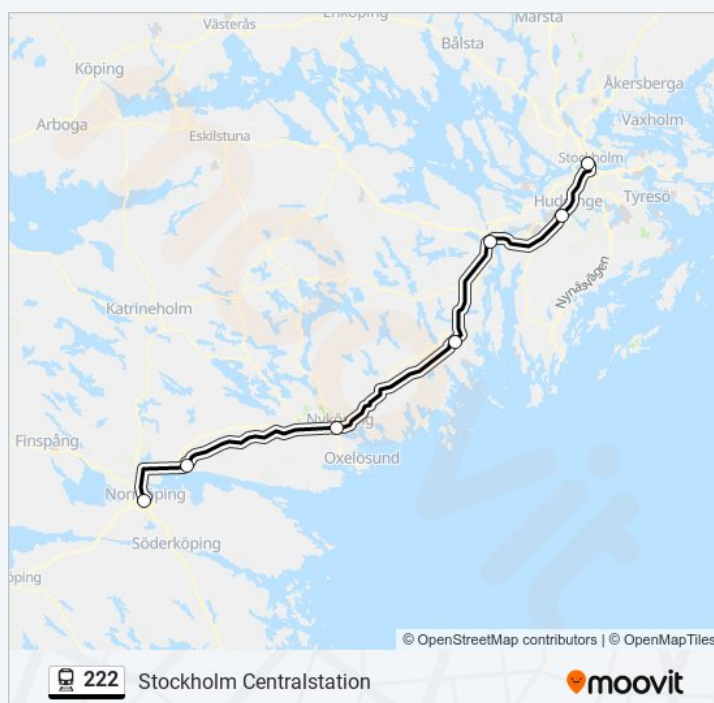 Märsta
Västerås
Enköping
Bålsta
Köping
Åkersberga
Arboga
Vaxholm
Eskilstuna
Stockholm
Huddinge
Tyresö
Nynäsvägen
Katrineholm
Nyköping
Finspång
Oxelösund
Norrköping
Söderköping
öping
© OpenStreetMap contributors | © OpenMapTiles
222 Stockholm Centralstation
moovit